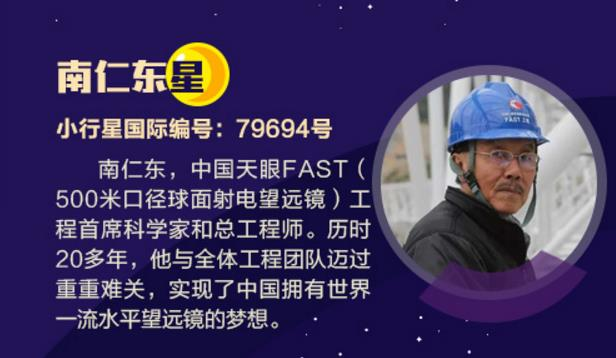 南仁东星
小行星国际编号：79694号
南仁东，中国天眼FAST（
500米口径球面射电望远镜）工
程首席科学家和总工程师。历时
20多年，他与全体工程团队迈过
重重难关，实现了中国拥有世界
一流水平望远镜的梦想。